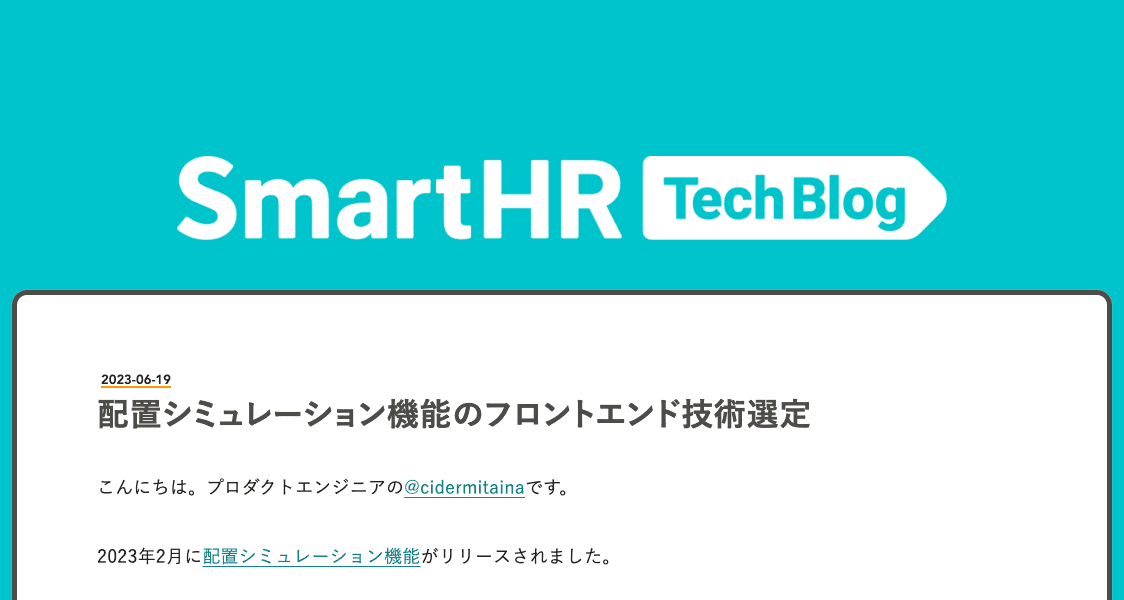 SmartHR Tech Blog
2023-06-19
配置シミュレーション機能のフロントエンド技術選定
こんにちは。プロダクトエンジニアの@cidermitainaです。
2023年2月に配置シミュレーション機能がリリースされました。